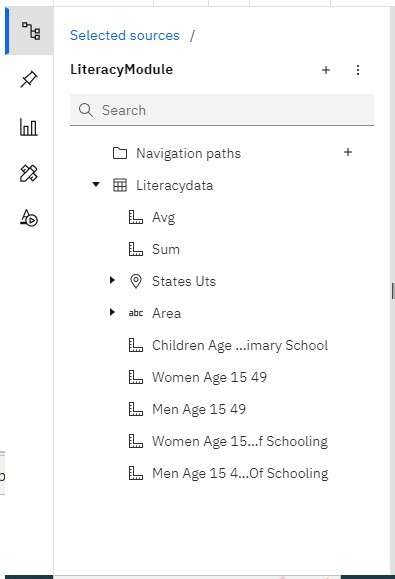 Selected sources /
LiteracyModule
Search
Navigation paths
Literacydata
Avg
Sum
States Uts
abc Area
Children Age ...imary School
Women Age 15 49
Men Age 15 49
Women Age 15...f Schooling
Men Age 15 4...Of Schooling